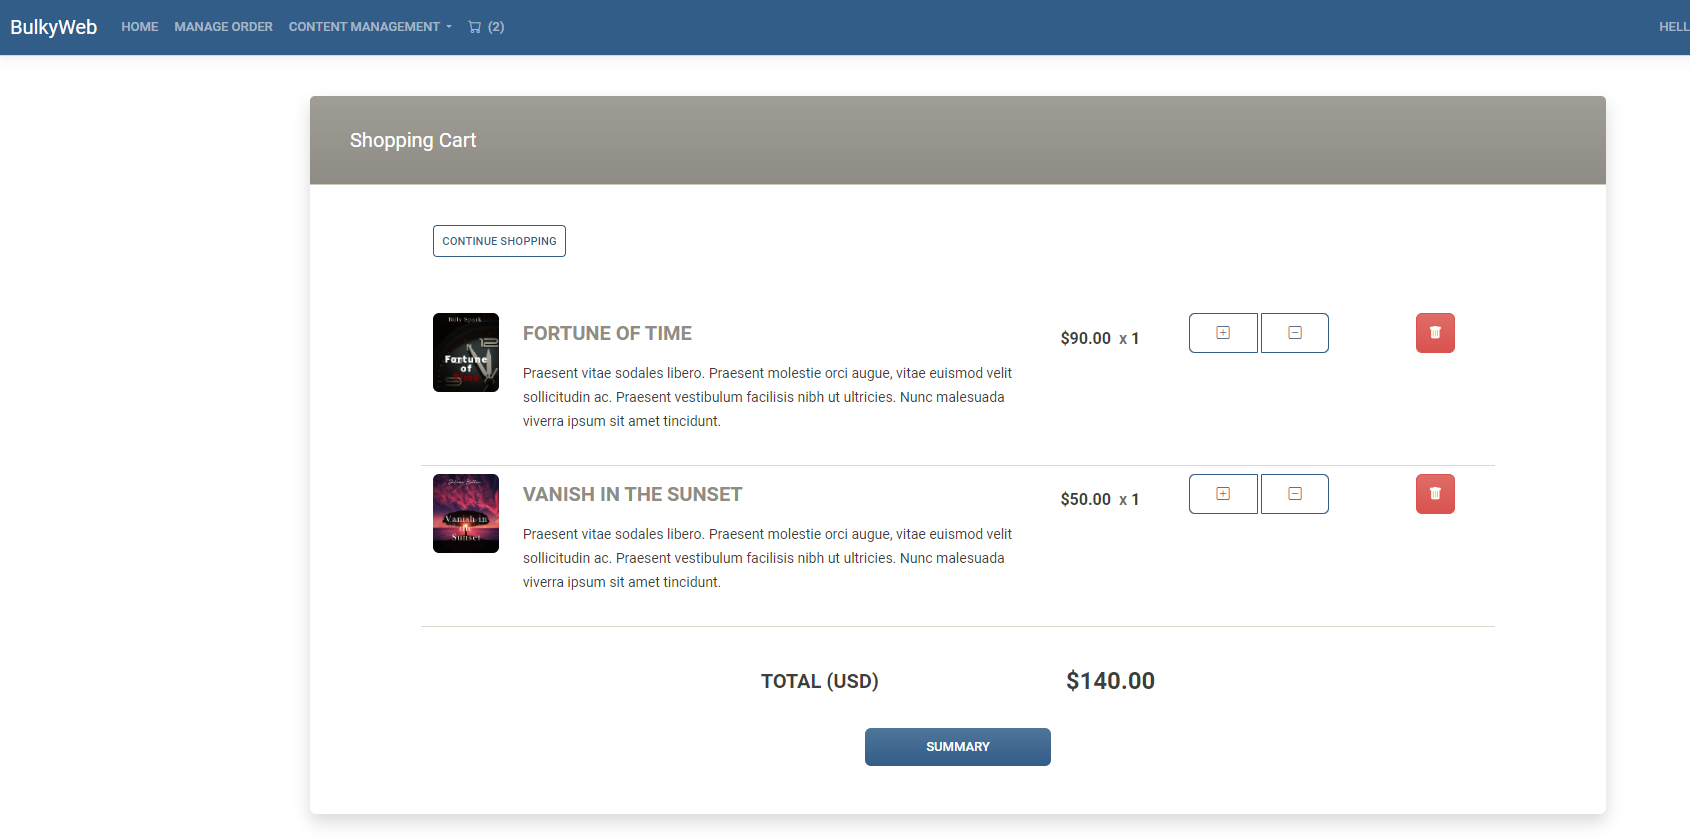 BulkyWeb HOME MANAGE ORDER CONTENT MANAGEMENT (2) HELL
Shopping Cart
CONTINUE SHOPPING
Billy Spark
12
Fortune
of
Time
FORTUNE OF TIME
$90.00 x 1
Praesent vitae sodales libero. Praesent molestie orci augue, vitae euismod velit
sollicitudin ac. Praesent vestibulum facilisis nibh ut ultricies. Nunc malesuada
viverra ipsum sit amet tincidunt.
Vanish in
the
Sunset
VANISH IN THE SUNSET
$50.00 x 1
Praesent vitae sodales libero. Praesent molestie orci augue, vitae euismod velit
sollicitudin ac. Praesent vestibulum facilisis nibh ut ultricies. Nunc malesuada
viverra ipsum sit amet tincidunt.
TOTAL (USD) $140.00
SUMMARY